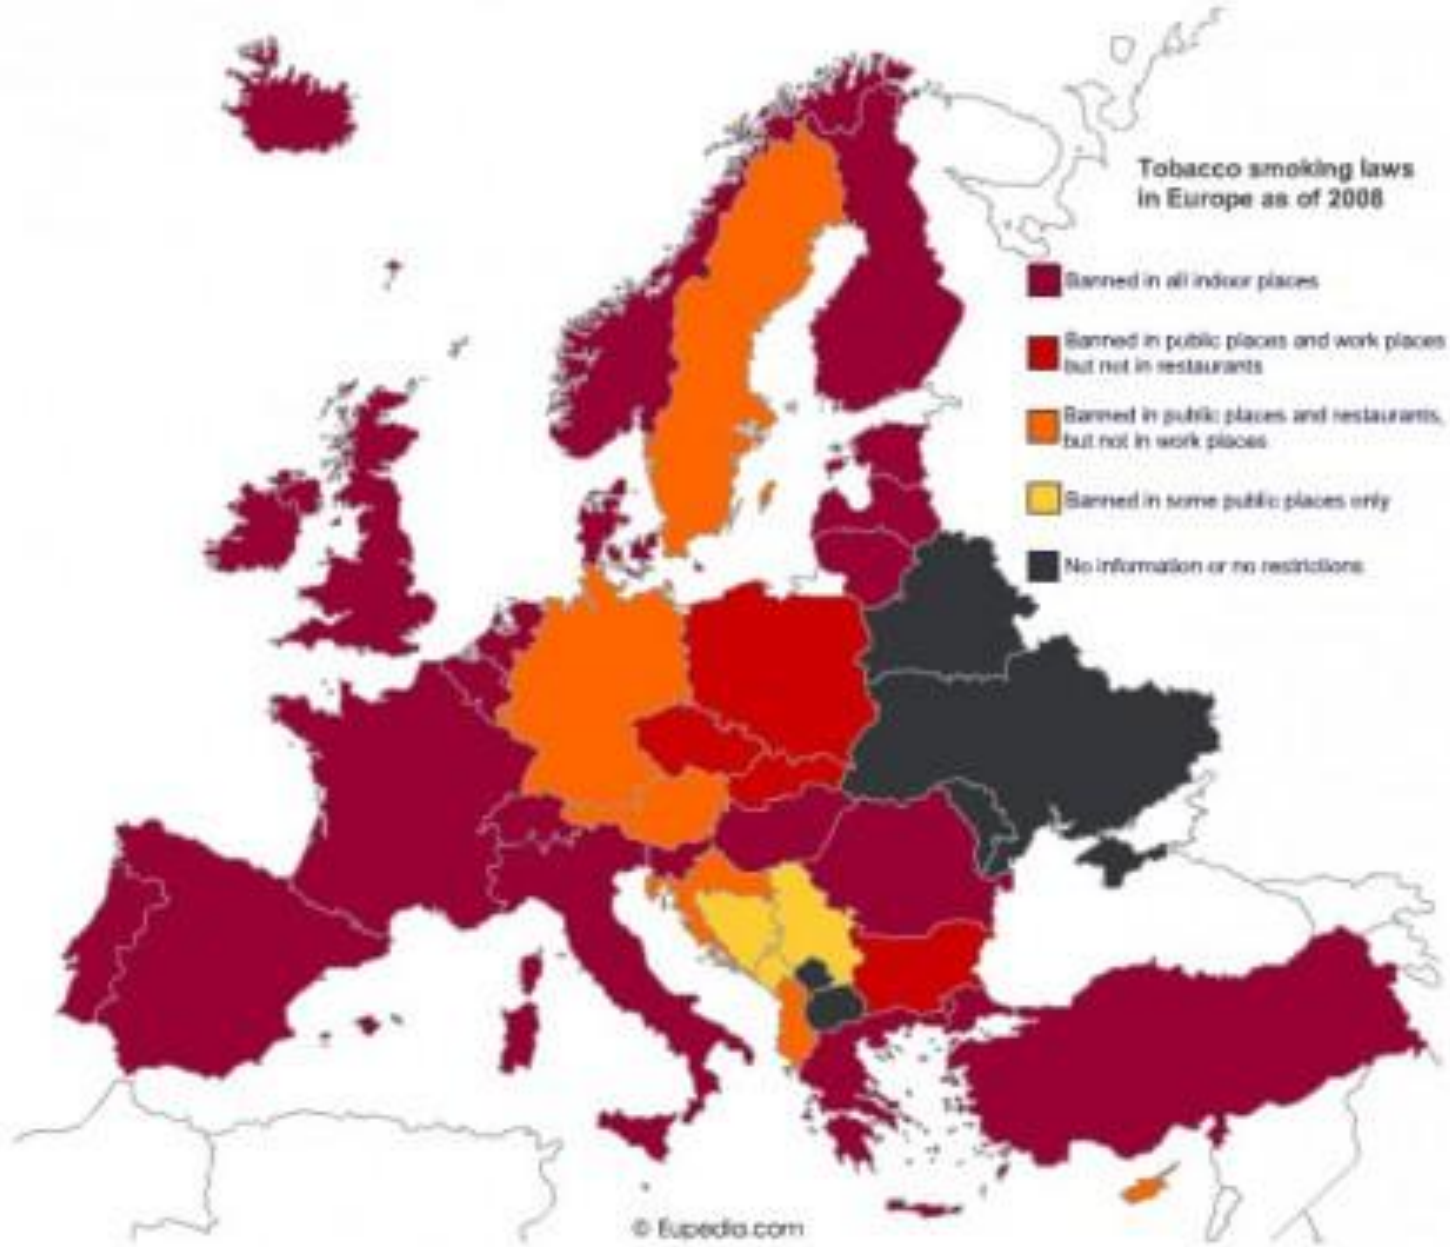 Tobacco smoking laws
in Europe as of 2008
Banned in all indoor places
Banned in public places and work places
but not in restaurants
Banned in public places and restaurants,
but not in work places
Banned in some public places only
No information or no restrictions
© Eupedia.com